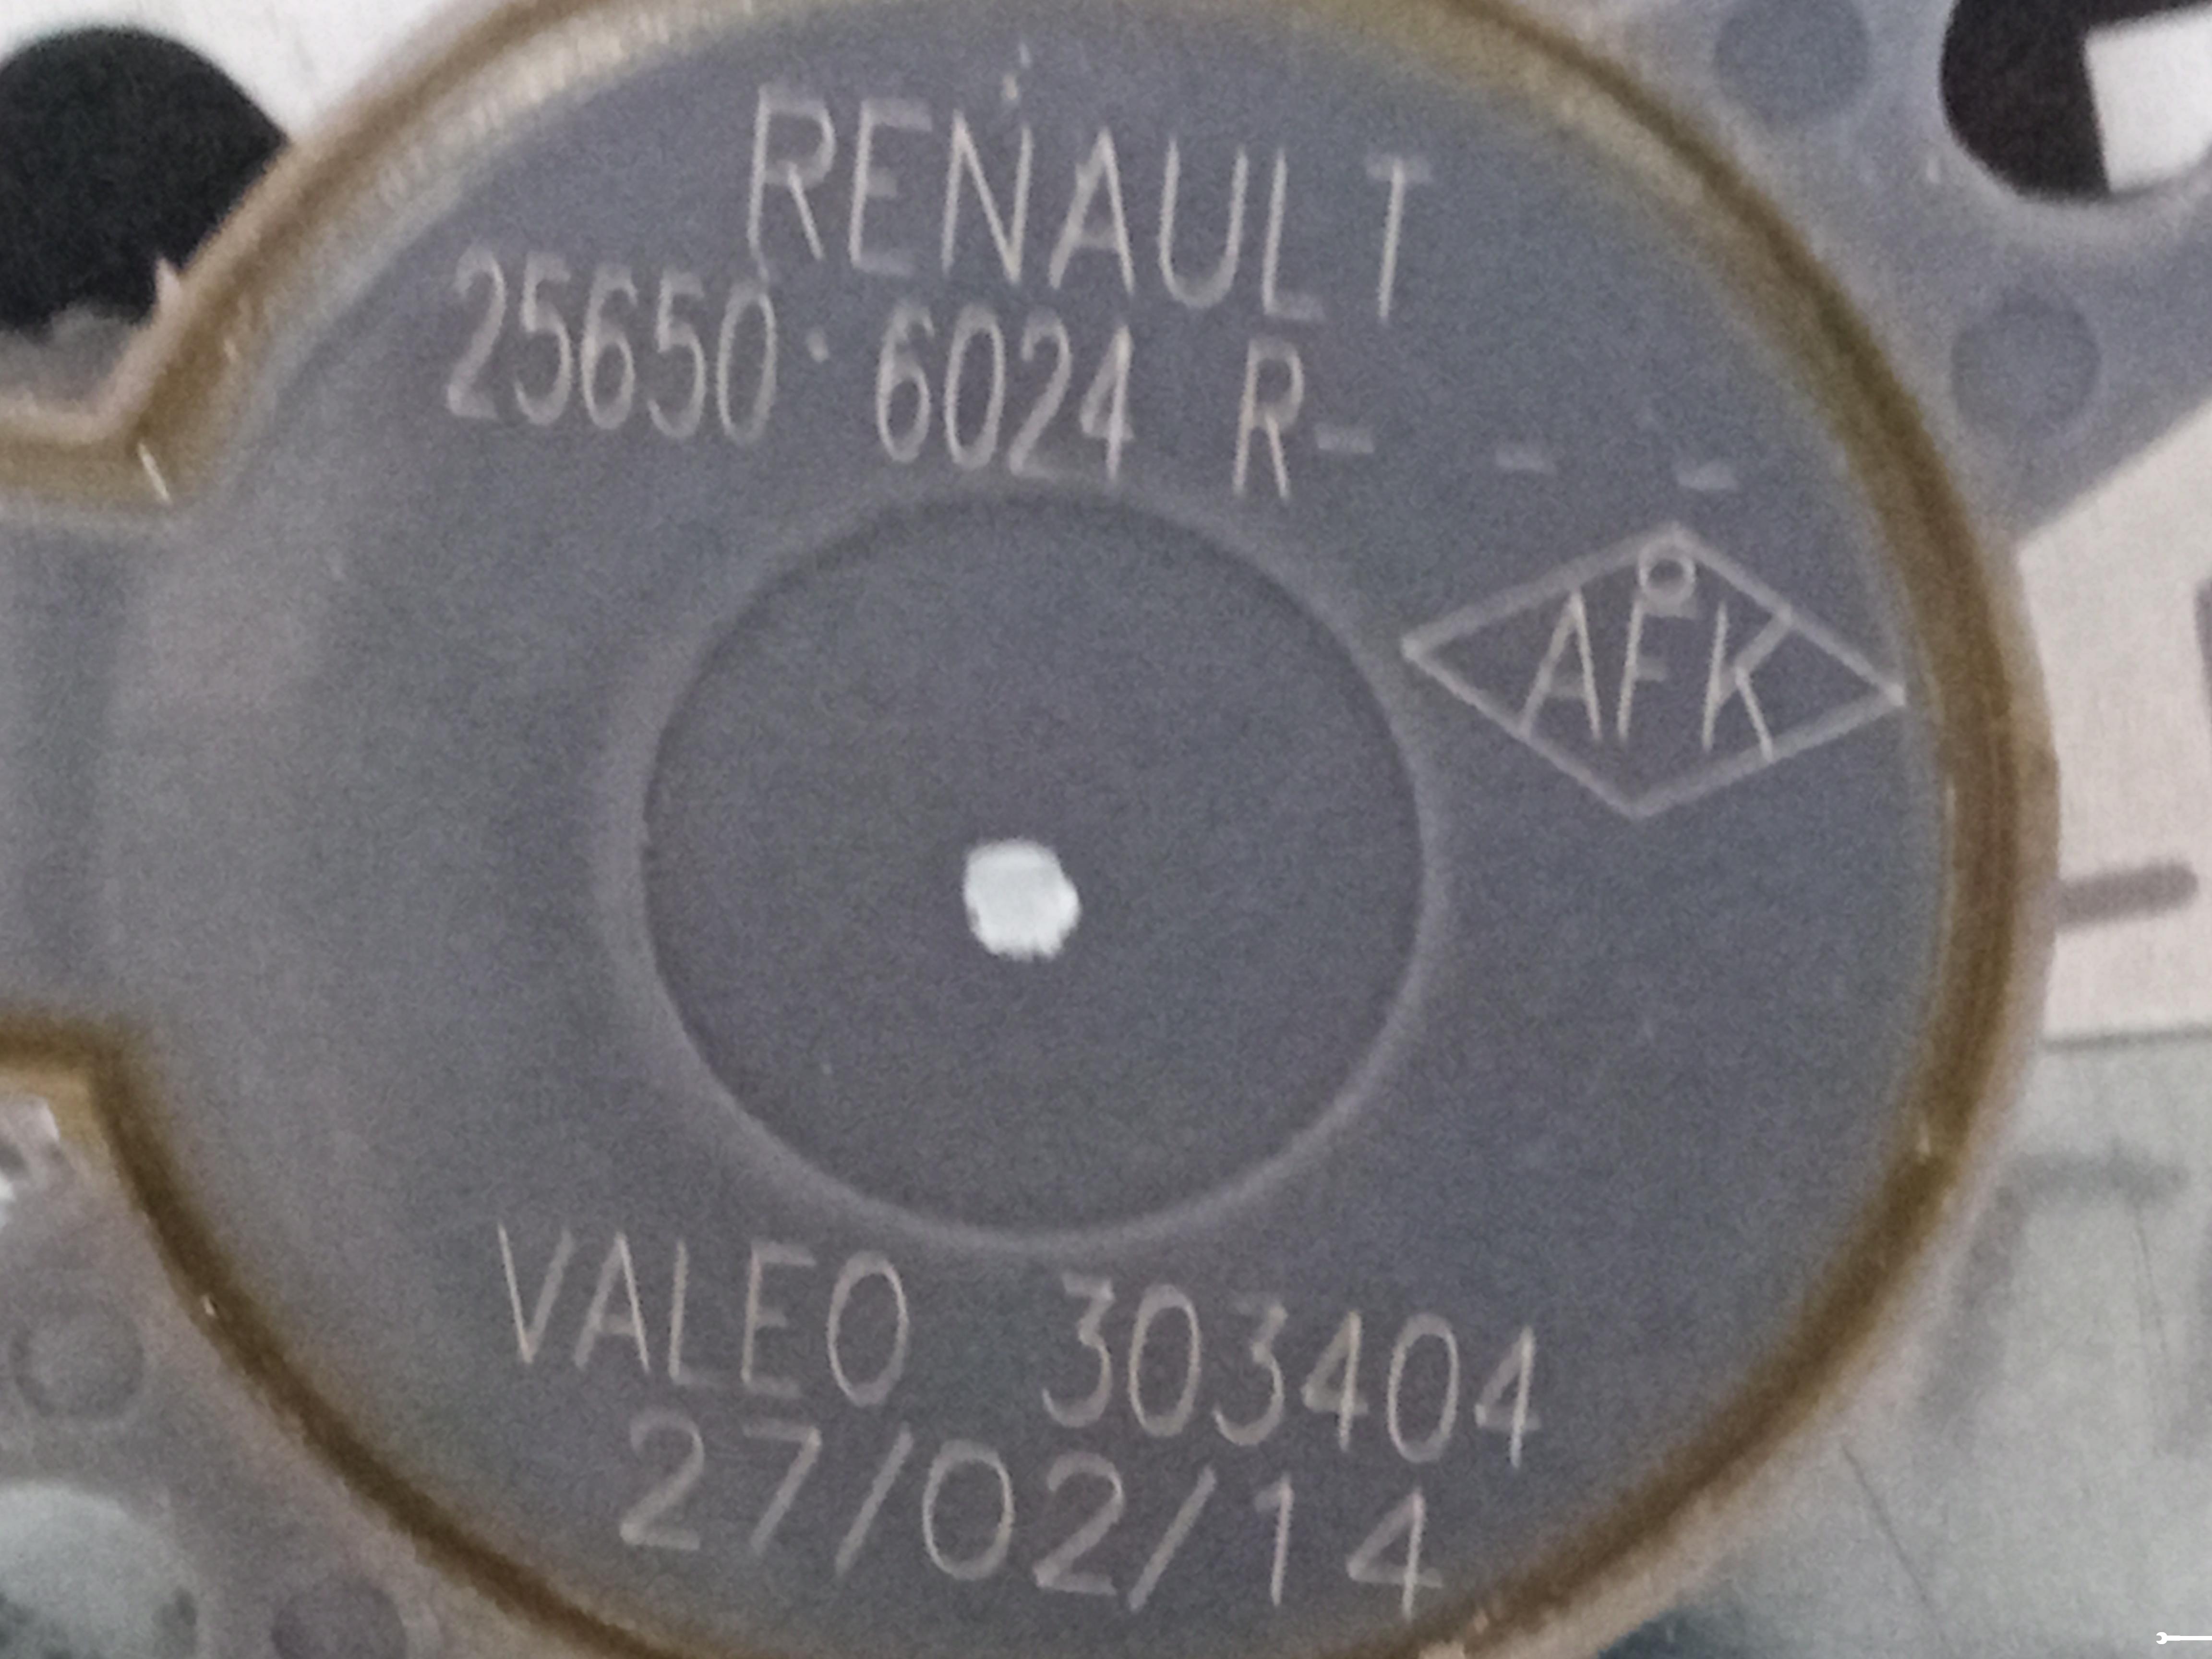 RENAULT
25650 6024 R- - -
AFK
VALEO 303404
27/02/14